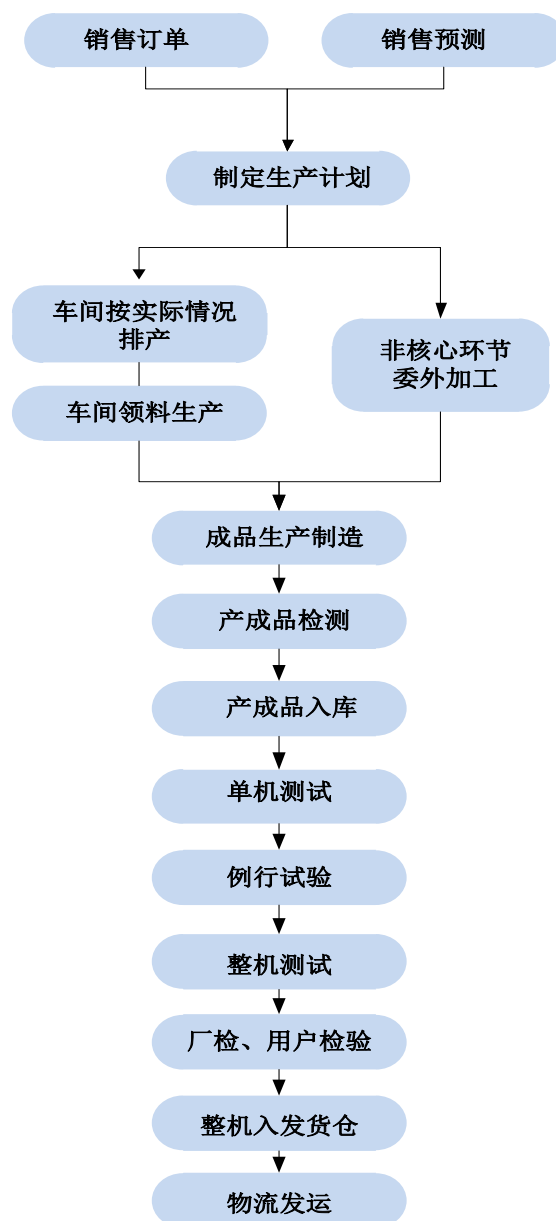 销售订单
销售预测
制定生产计划
车间按实际情况
排产
非核心环节
委外加工
车间领料生产
成品生产制造
产成品检测
产成品入库
单机测试
例行试验
整机测试
厂检、用户检验
整机入发货仓
物流发运